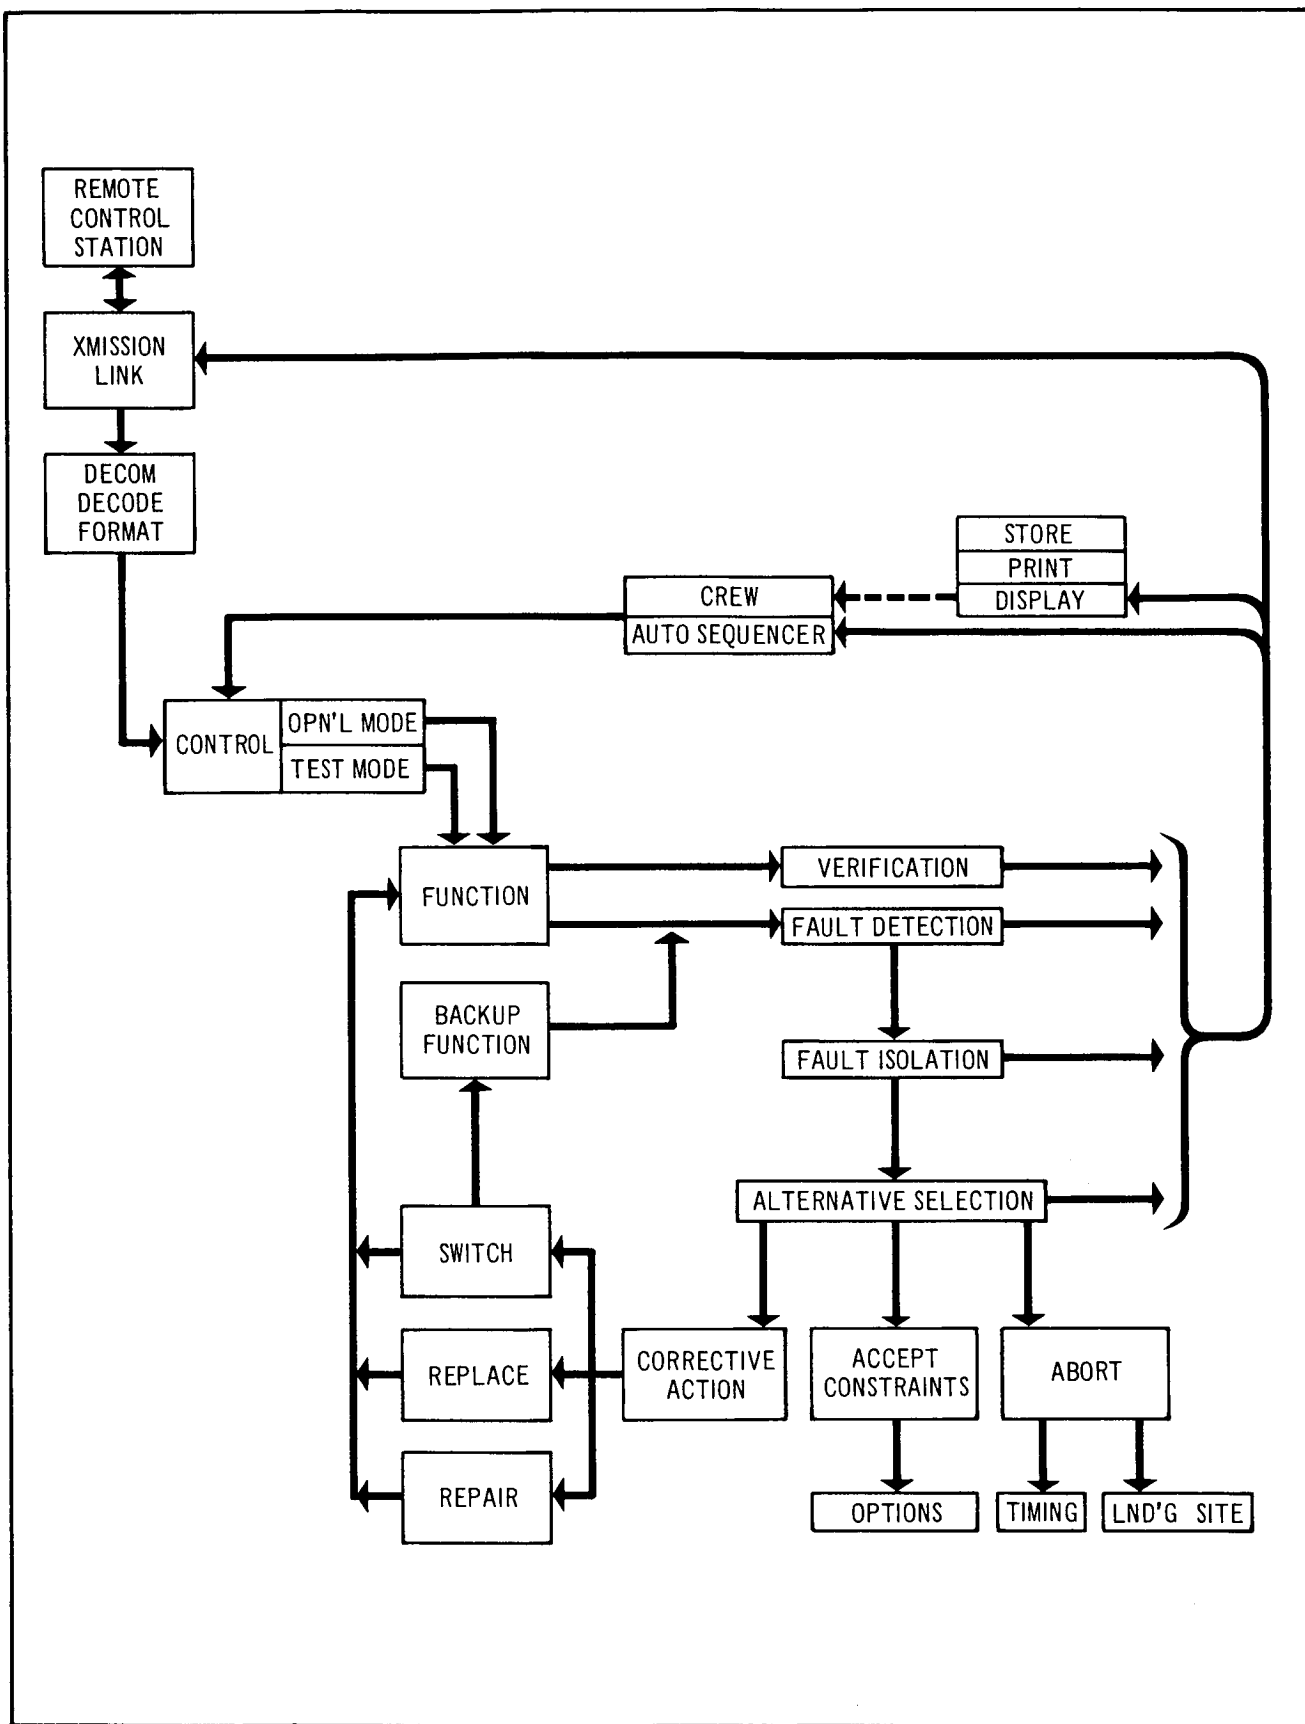 REMOTE
CONTROL
STATION
XMISSION
LINK
DECOM
DECODE
FORMAT
STORE
PRINT
DISPLAY
CREW
AUTO SEQUENCER
CONTROL
OPN'L MODE
TEST MODE
FUNCTION
VERIFICATION
FAULT DETECTION
BACKUP
FUNCTION
FAULT ISOLATION
ALTERNATIVE SELECTION
SWITCH
REPLACE
REPAIR
CORRECTIVE
ACTION
ACCEPT
CONSTRAINTS
ABORT
OPTIONS
TIMING
LND'G SITE